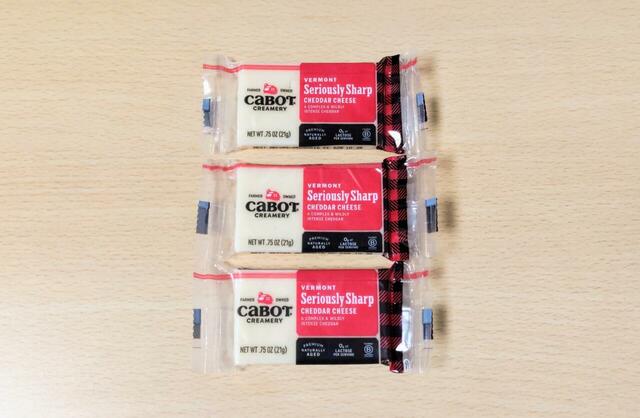 FARMER OWNED
CABOT
CREAMERY
NET WT .75 OZ (21g)
VERMONT
Seriously Sharp
CHEDDAR CHEESE
A COMPLEX & WILDLY
INTENSE CHEDDAR
PREMIUM
NATURALLY
AGED
0g of
LACTOSE
PER SERVING
B
FARMER OWNED
CABOT
CREAMERY
NET WT .75 OZ (21g)
VERMONT
Seriously Sharp
CHEDDAR CHEESE
A COMPLEX & WILDLY
INTENSE CHEDDAR
PREMIUM
NATURALLY
AGED
0g of
LACTOSE
PER SERVING
B
FARMER OWNED
CABOT
CREAMERY
NET WT .75 OZ (21g)
VERMONT
Seriously Sharp
CHEDDAR CHEESE
A COMPLEX & WILDLY
INTENSE CHEDDAR
PREMIUM
NATURALLY
AGED
0g of
LACTOSE
PER SERVING
B